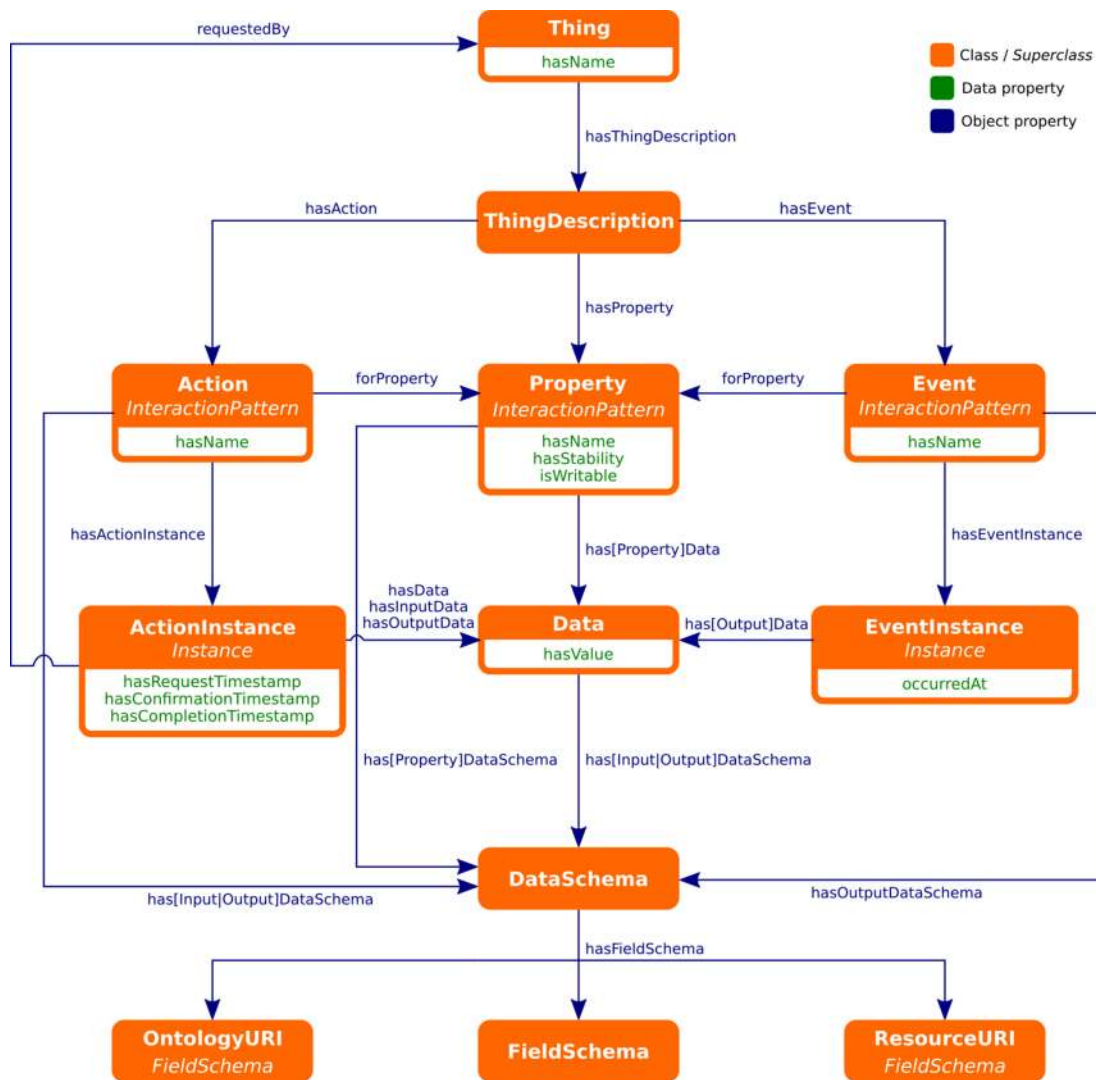 requestedBy
Thing
hasName
Class / Superclass
Data property
Object property
hasThingDescription
hasAction
ThingDescription
hasEvent
hasProperty
Action
InteractionPattern
hasName
forProperty
Property
InteractionPattern
hasName
hasStability
isWritable
forProperty
Event
InteractionPattern
hasName
hasActionInstance
has[Property]Data
hasEventInstance
ActionInstance
Instance
hasRequestTimestamp
hasConfirmationTimestamp
hasCompletionTimestamp
hasData
hasInputData
hasOutputData
Data
hasValue
has[Output]Data
EventInstance
Instance
occurredAt
has[Property]DataSchema
has[Input|Output]DataSchema
DataSchema
has[Input|Output]DataSchema
hasOutputDataSchema
hasFieldSchema
OntologyURI
FieldSchema
FieldSchema
ResourceURI
FieldSchema